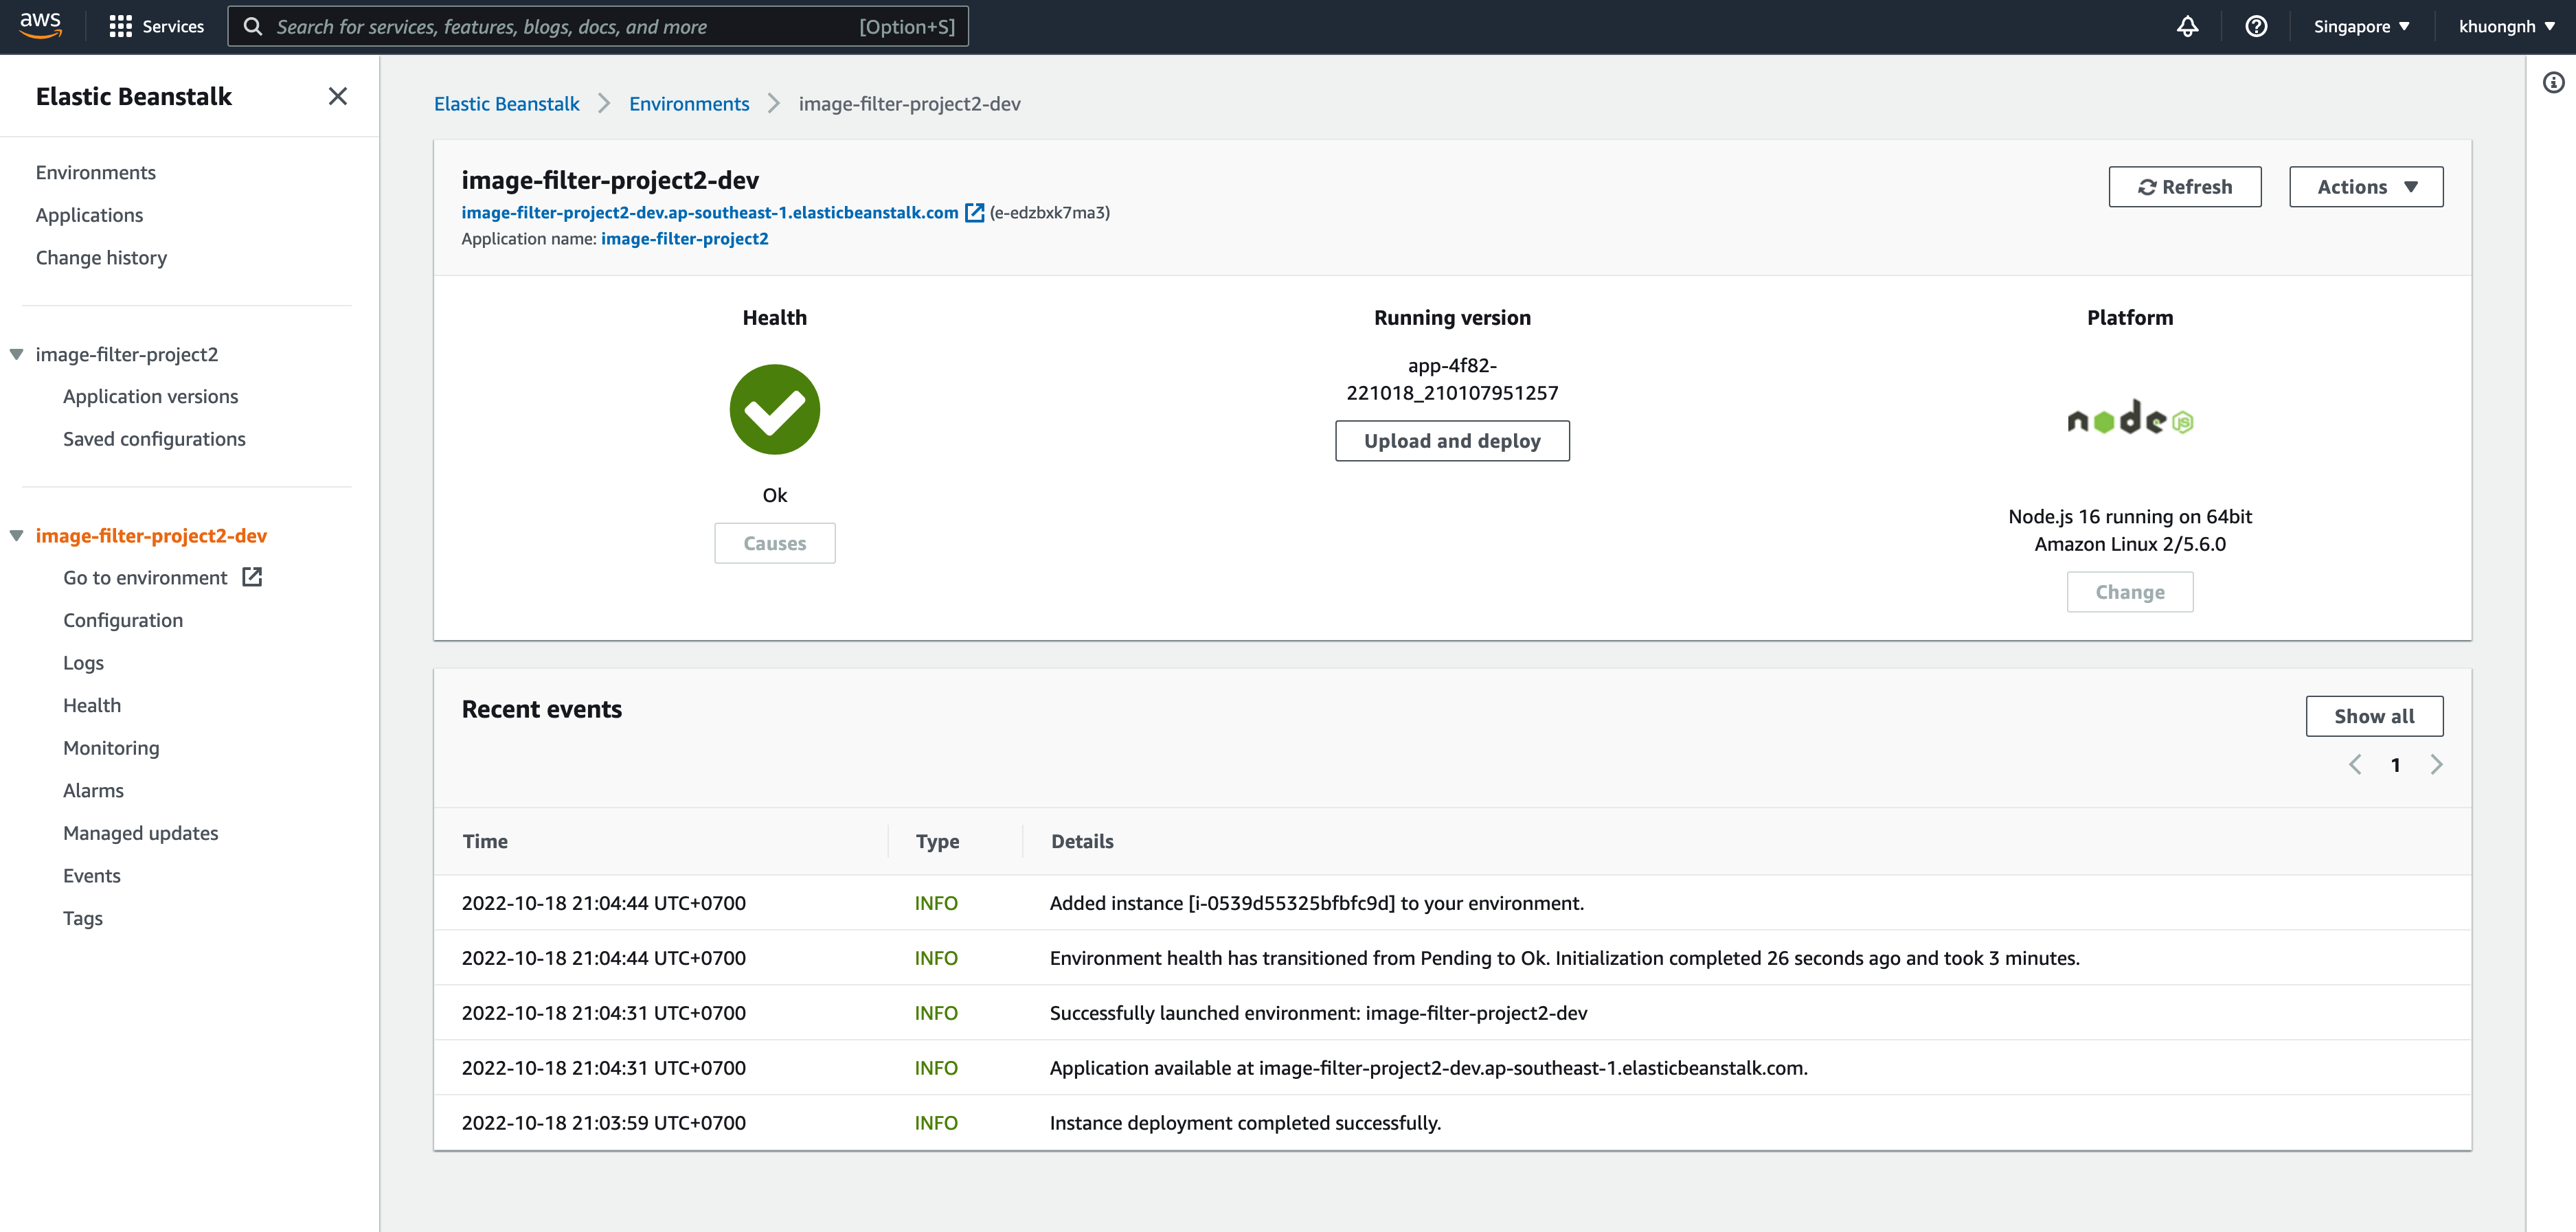 aws
Services
Search for services, features, blogs, docs, and more
[Option+S]
Singapore
khuongnh
Elastic Beanstalk
Environments
Applications
Change history
image-filter-project2
Application versions
Saved configurations
image-filter-project2-dev
Go to environment
Configuration
Logs
Health
Monitoring
Alarms
Managed updates
Events
Tags
Elastic Beanstalk
Environments
image-filter-project2-dev
image-filter-project2-dev
image-filter-project2-dev.ap-southeast-1.elasticbeanstalk.com (e-edzbxk7ma3)
Application name: image-filter-project2
Refresh
Actions
Health
Ok
Causes
Running version
app-4f82-
221018_210107951257
Upload and deploy
Platform
node JS
Node.js 16 running on 64bit
Amazon Linux 2/5.6.0
Change
Recent events
Show all
1
Time Type Details
2022-10-18 21:04:44 UTC+0700 INFO Added instance [i-0539d55325bfbfc9d] to your environment.
2022-10-18 21:04:44 UTC+0700 INFO Environment health has transitioned from Pending to Ok. Initialization completed 26 seconds ago and took 3 minutes.
2022-10-18 21:04:31 UTC+0700 INFO Successfully launched environment: image-filter-project2-dev
2022-10-18 21:04:31 UTC+0700 INFO Application available at image-filter-project2-dev.ap-southeast-1.elasticbeanstalk.com.
2022-10-18 21:03:59 UTC+0700 INFO Instance deployment completed successfully.